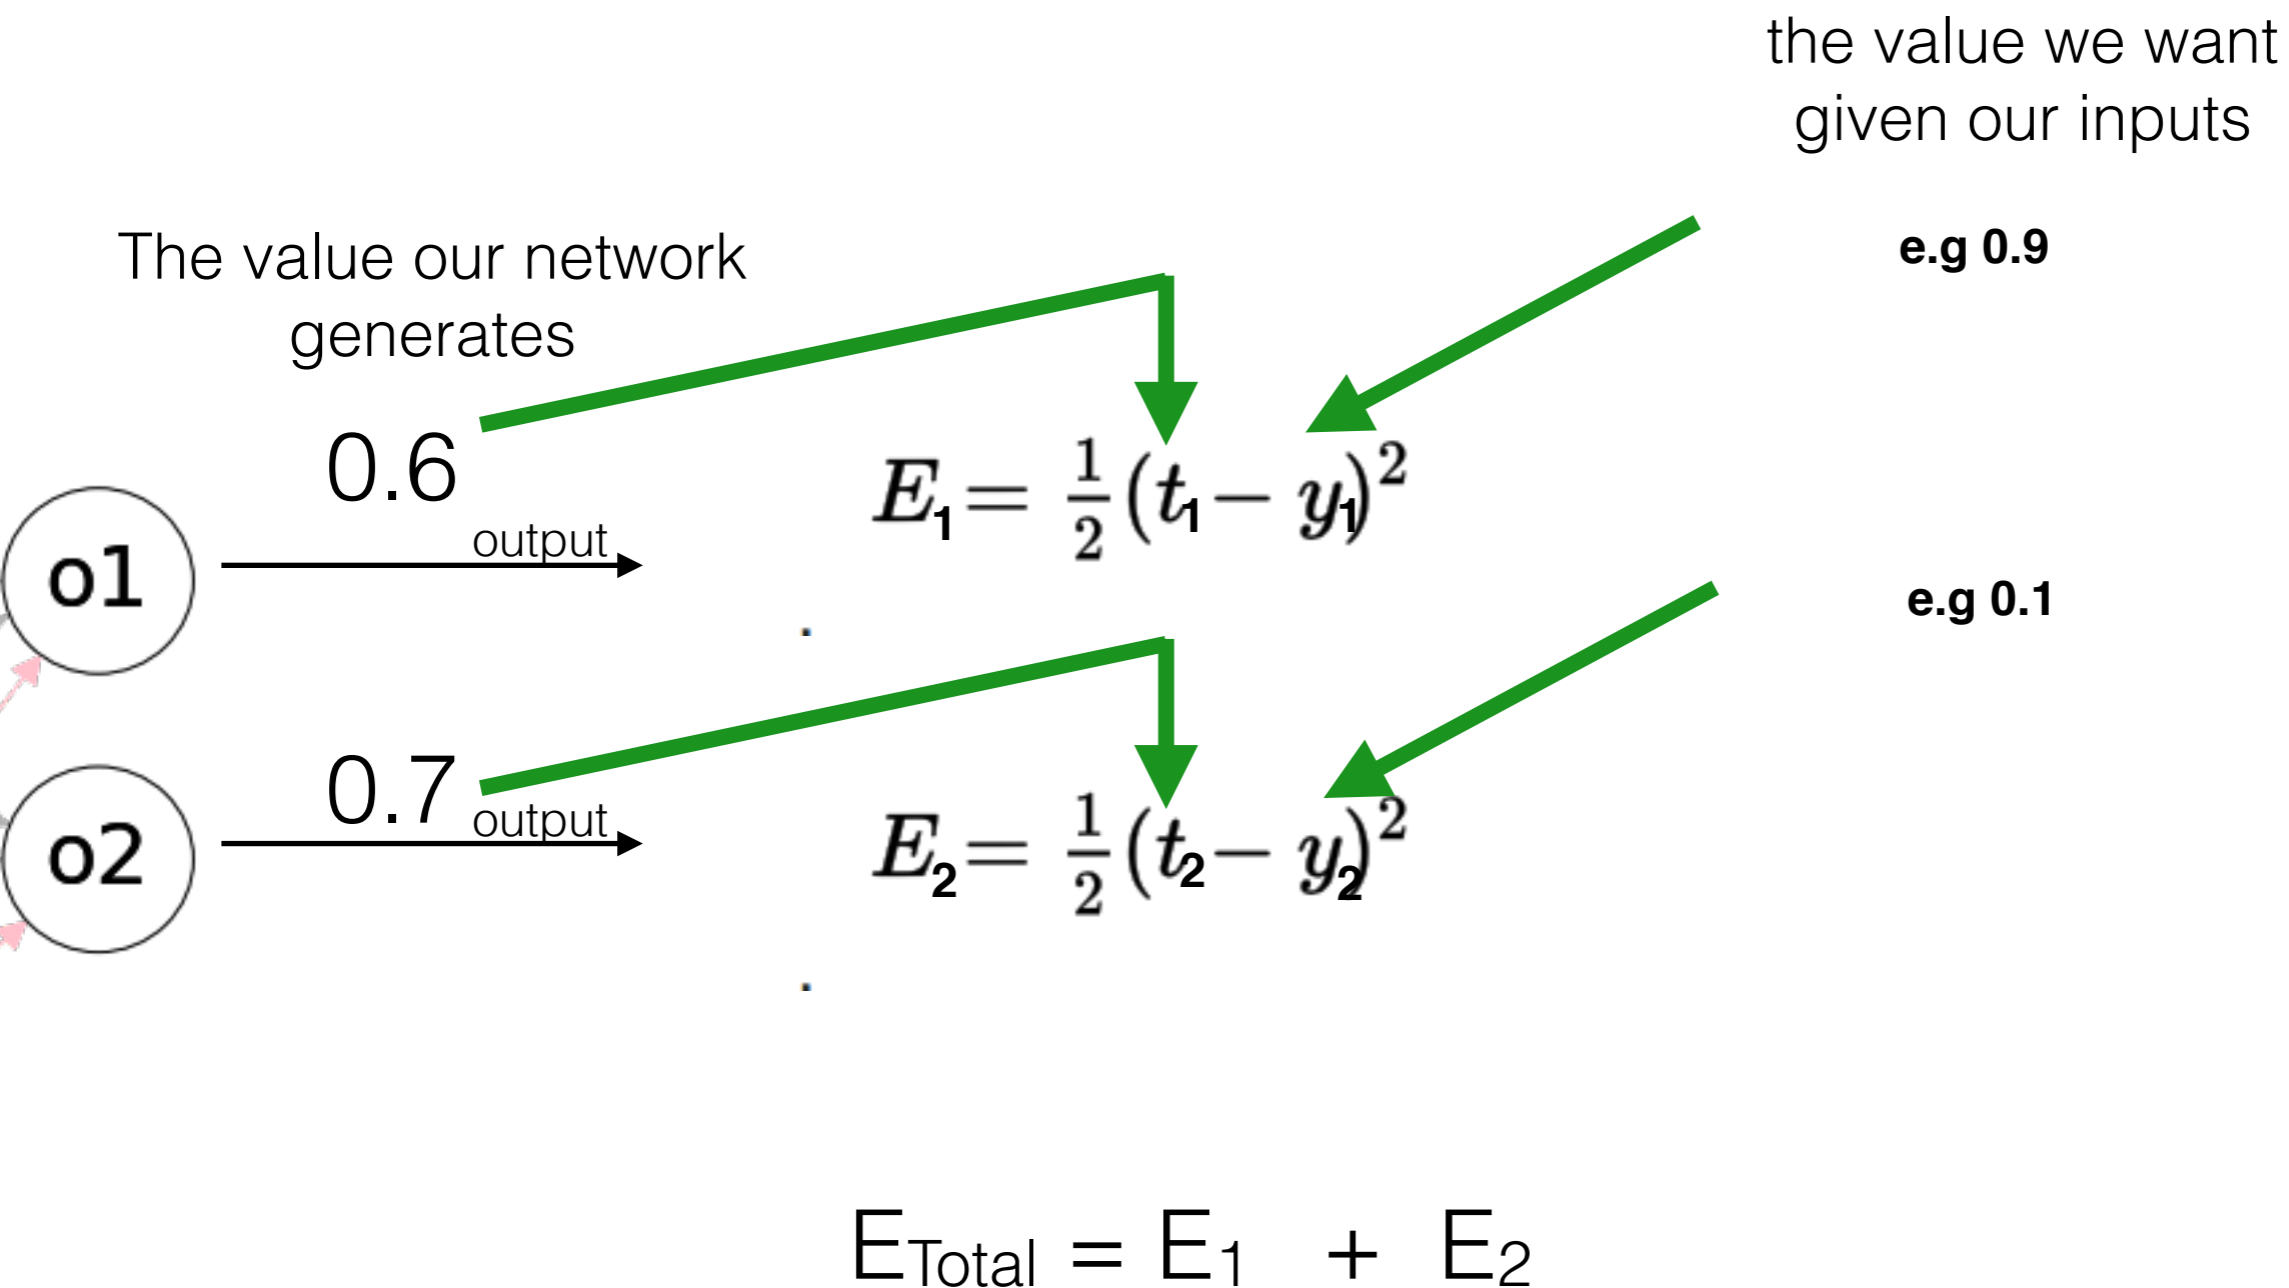 the value we want
given our inputs
e.g 0.9
The value our network
generates
0.6
output
o1
E₁ = ½(t₁ − y₁)²
e.g 0.1
.
0.7
output
o2
E₂ = ½(t₂ − y₂)²
.
E_Total = E₁ + E₂